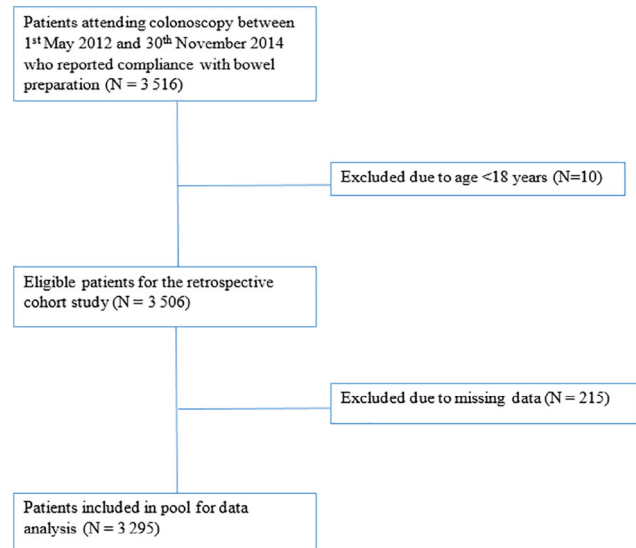 Patients attending colonoscopy between
1st May 2012 and 30th November 2014
who reported compliance with bowel
preparation (N = 3 516)
Excluded due to age <18 years (N=10)
Eligible patients for the retrospective
cohort study (N = 3 506)
Excluded due to missing data (N = 215)
Patients included in pool for data
analysis (N = 3 295)